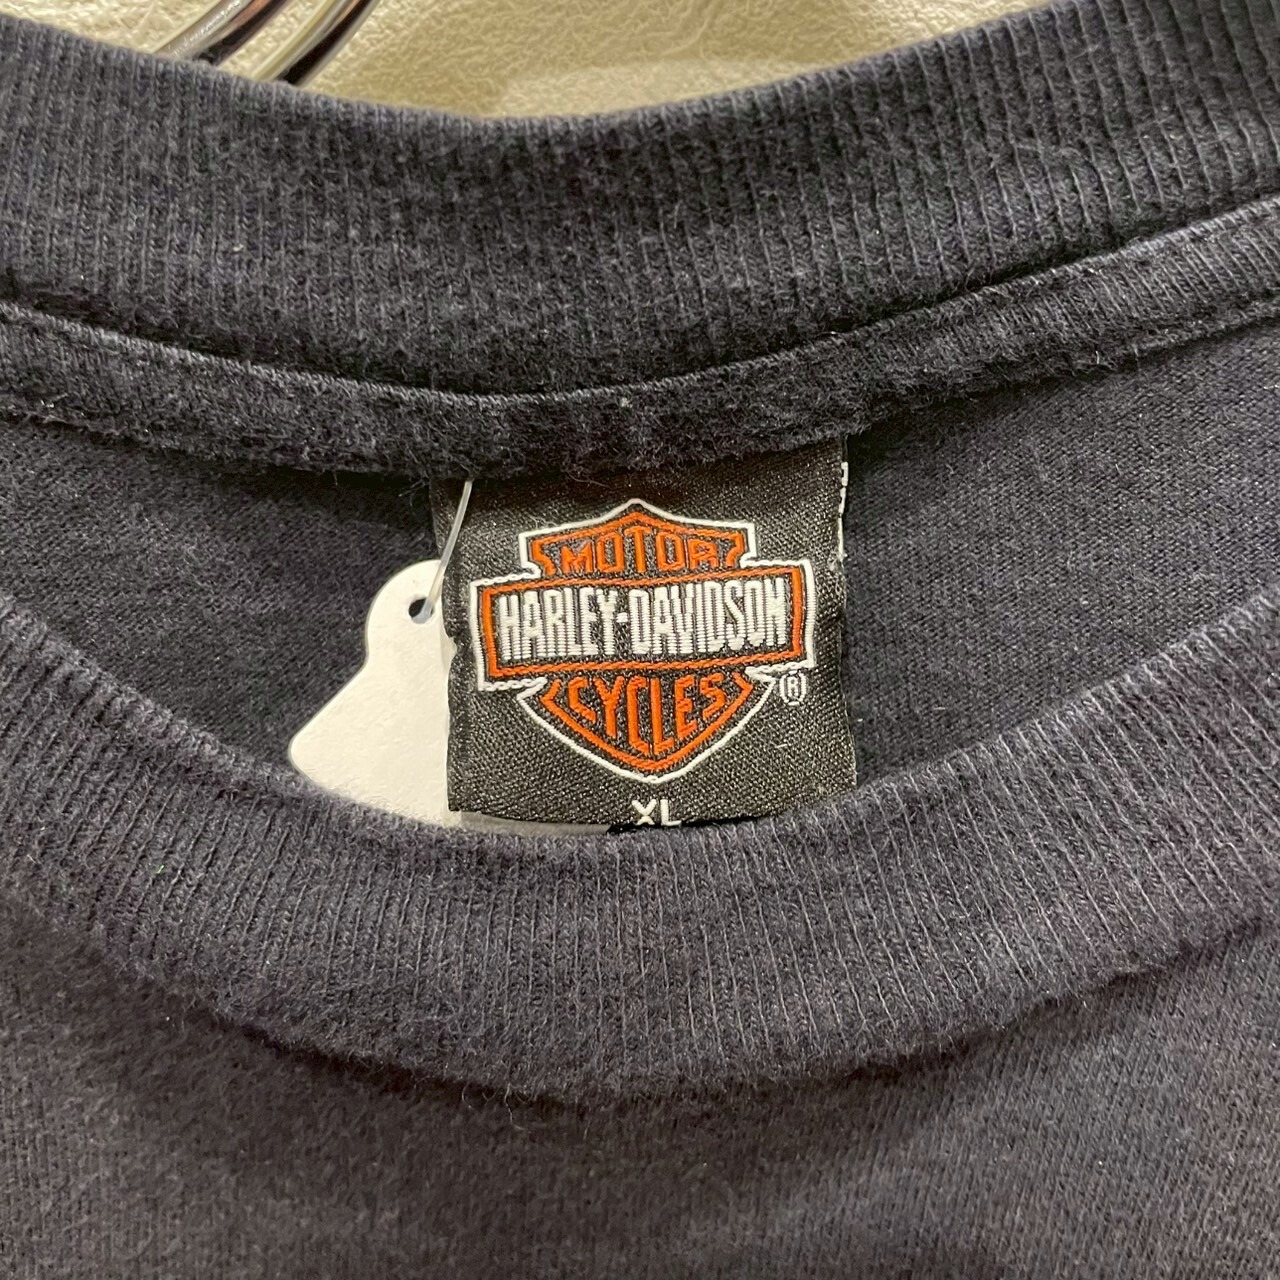 MOTOR
HARLEY-DAVIDSON
CYCLES
®
XL